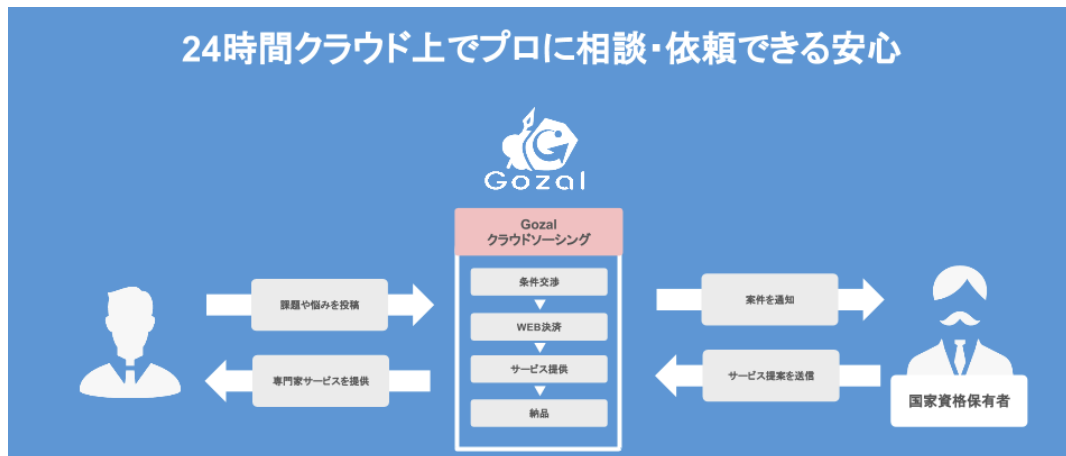 24時間クラウド上でプロに相談・依頼できる安心
Gozal
Gozal
クラウドソーシング
条件交渉
課題や悩みを投稿
案件を通知
WEB決済
サービス提供
専門家サービスを提供
サービス提案を送信
納品
国家資格保有者